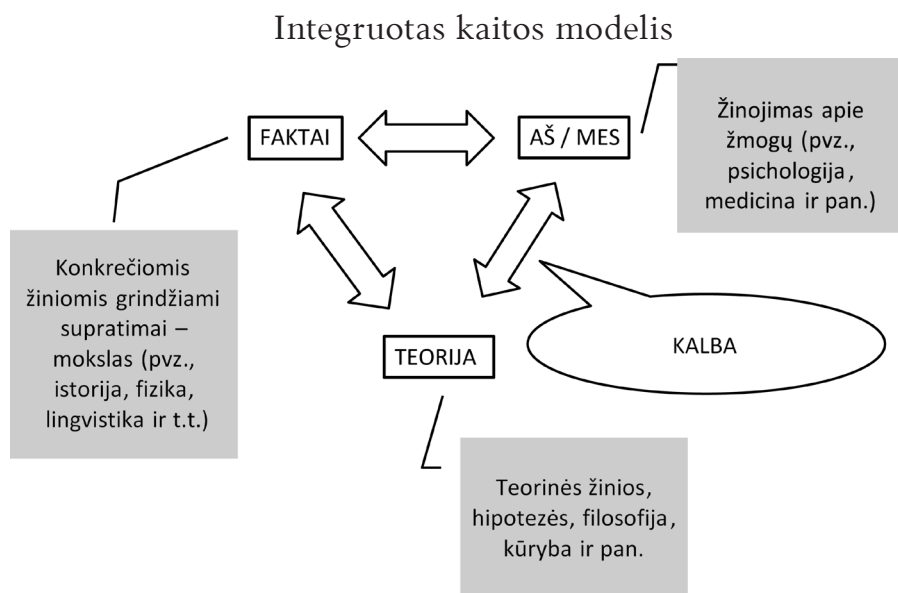 Integruotas kaitos modelis
FAKTAI
AŠ / MES
Žinojimas apie
žmogų (pvz.,
psichologija,
medicina ir pan.)
Konkrečiomis
žiniomis grindžiami
supratimai –
mokslas (pvz.,
istorija, fizika,
lingvistika ir t.t.)
TEORIJA
KALBA
Teorinės žinios,
hipotezės, filosofija,
kūryba ir pan.